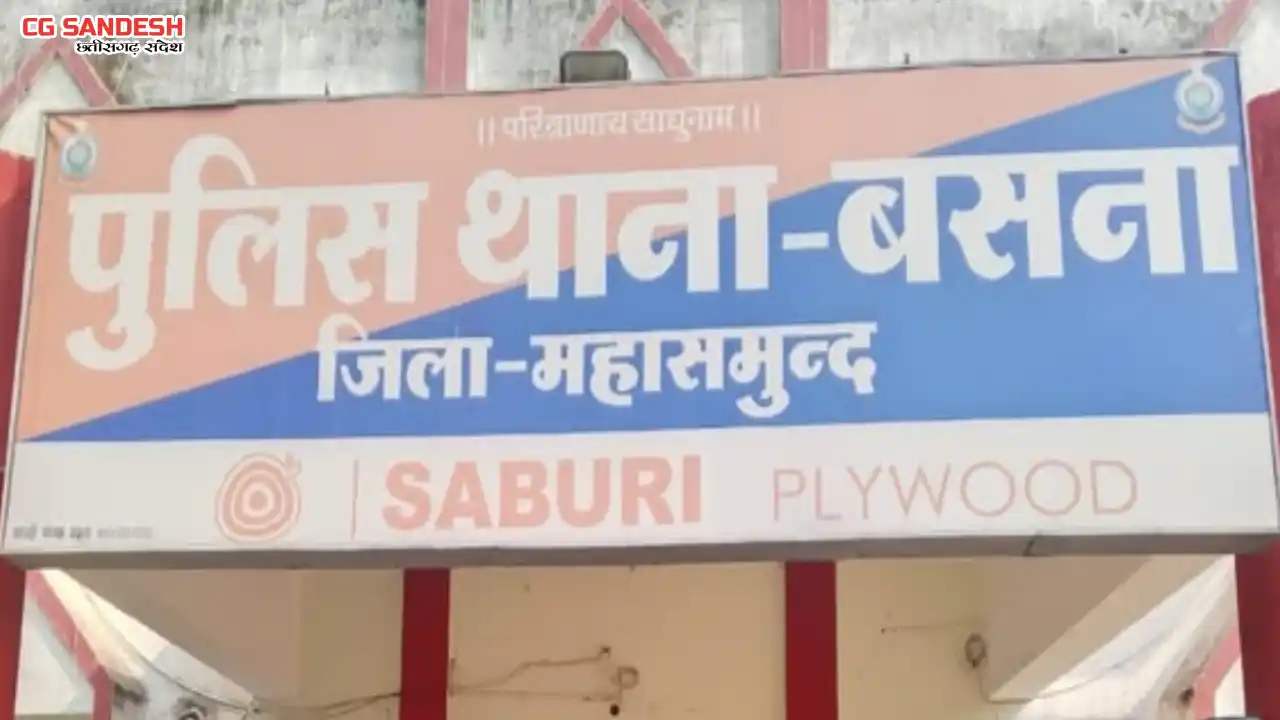 CG SANDESH
छत्तीसगढ़ संदेश
।। परित्राणाय साधुनाम ।।
पुलिस थाना-बसना
जिला-महासमुन्द
SABURI PLYWOOD